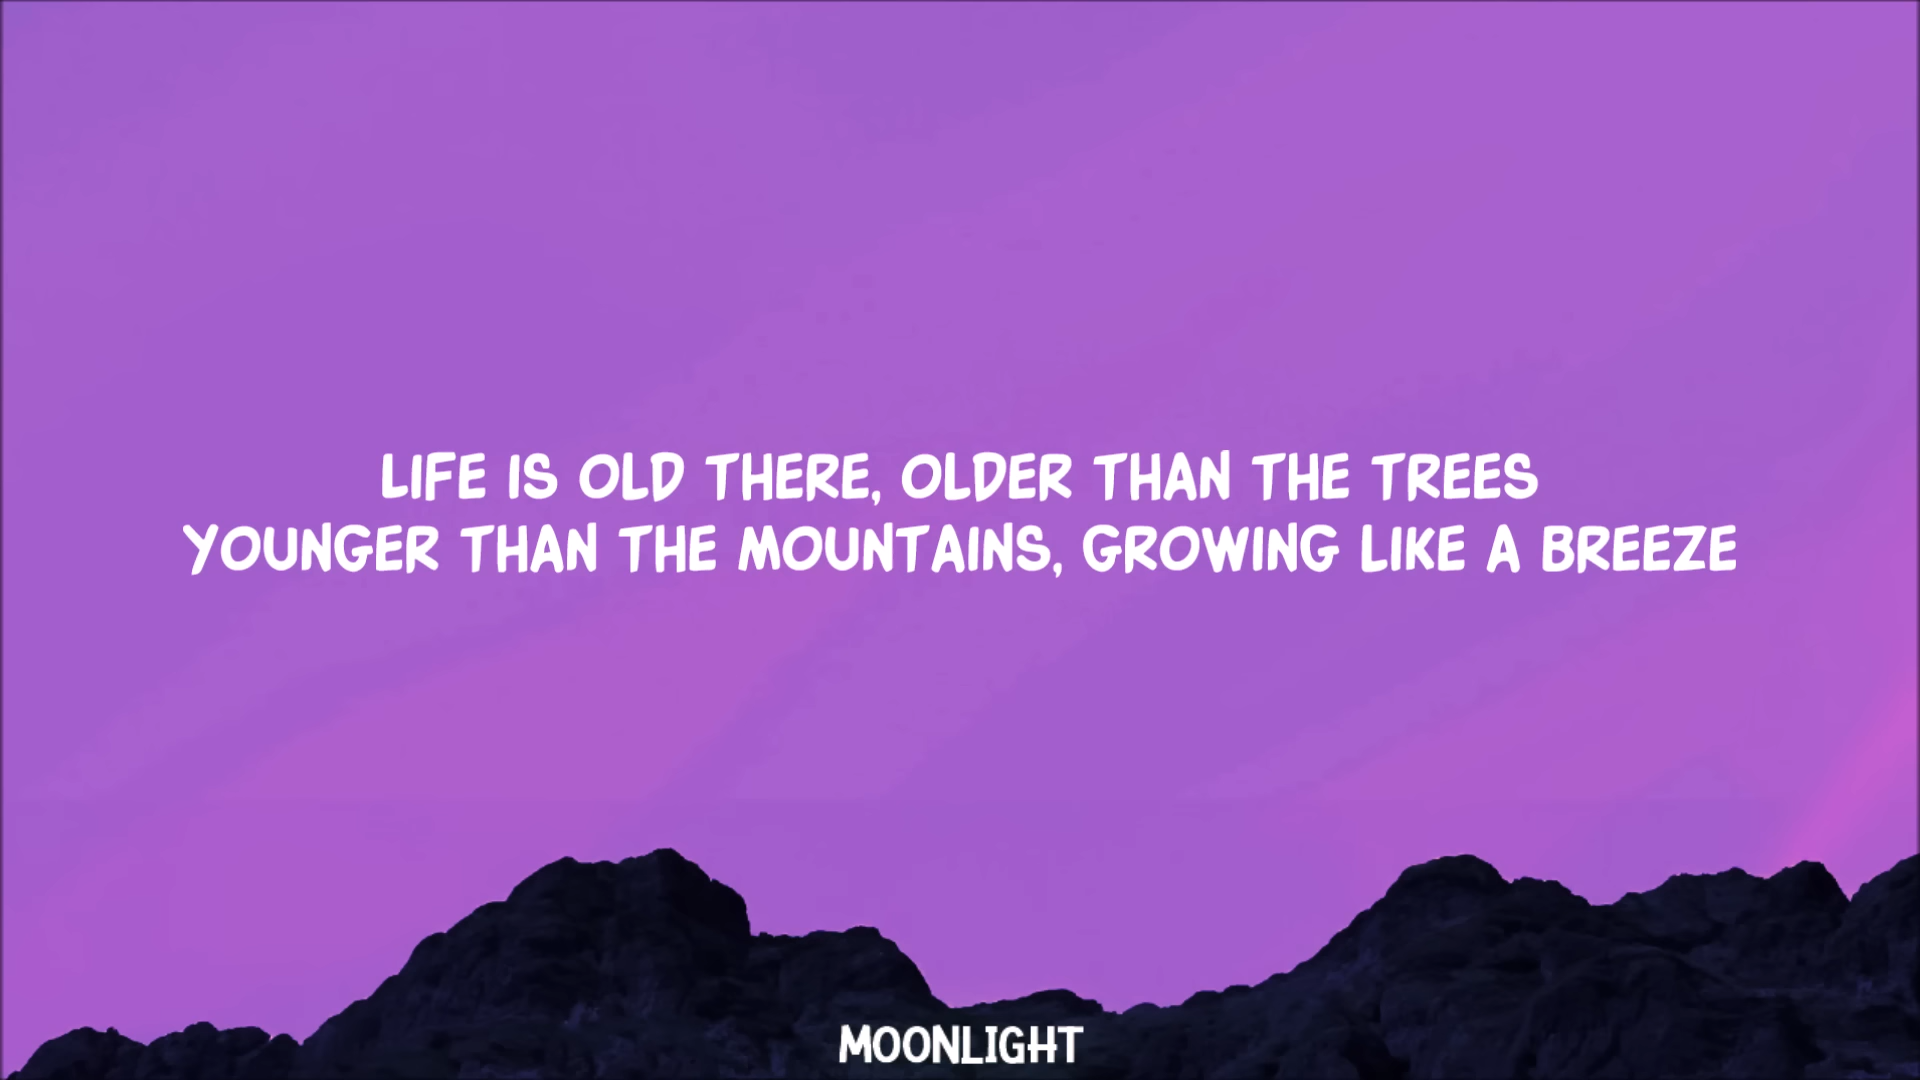 LIFE IS OLD THERE, OLDER THAN THE TREES
YOUNGER THAN THE MOUNTAINS, GROWING LIKE A BREEZE
MOONLIGHT